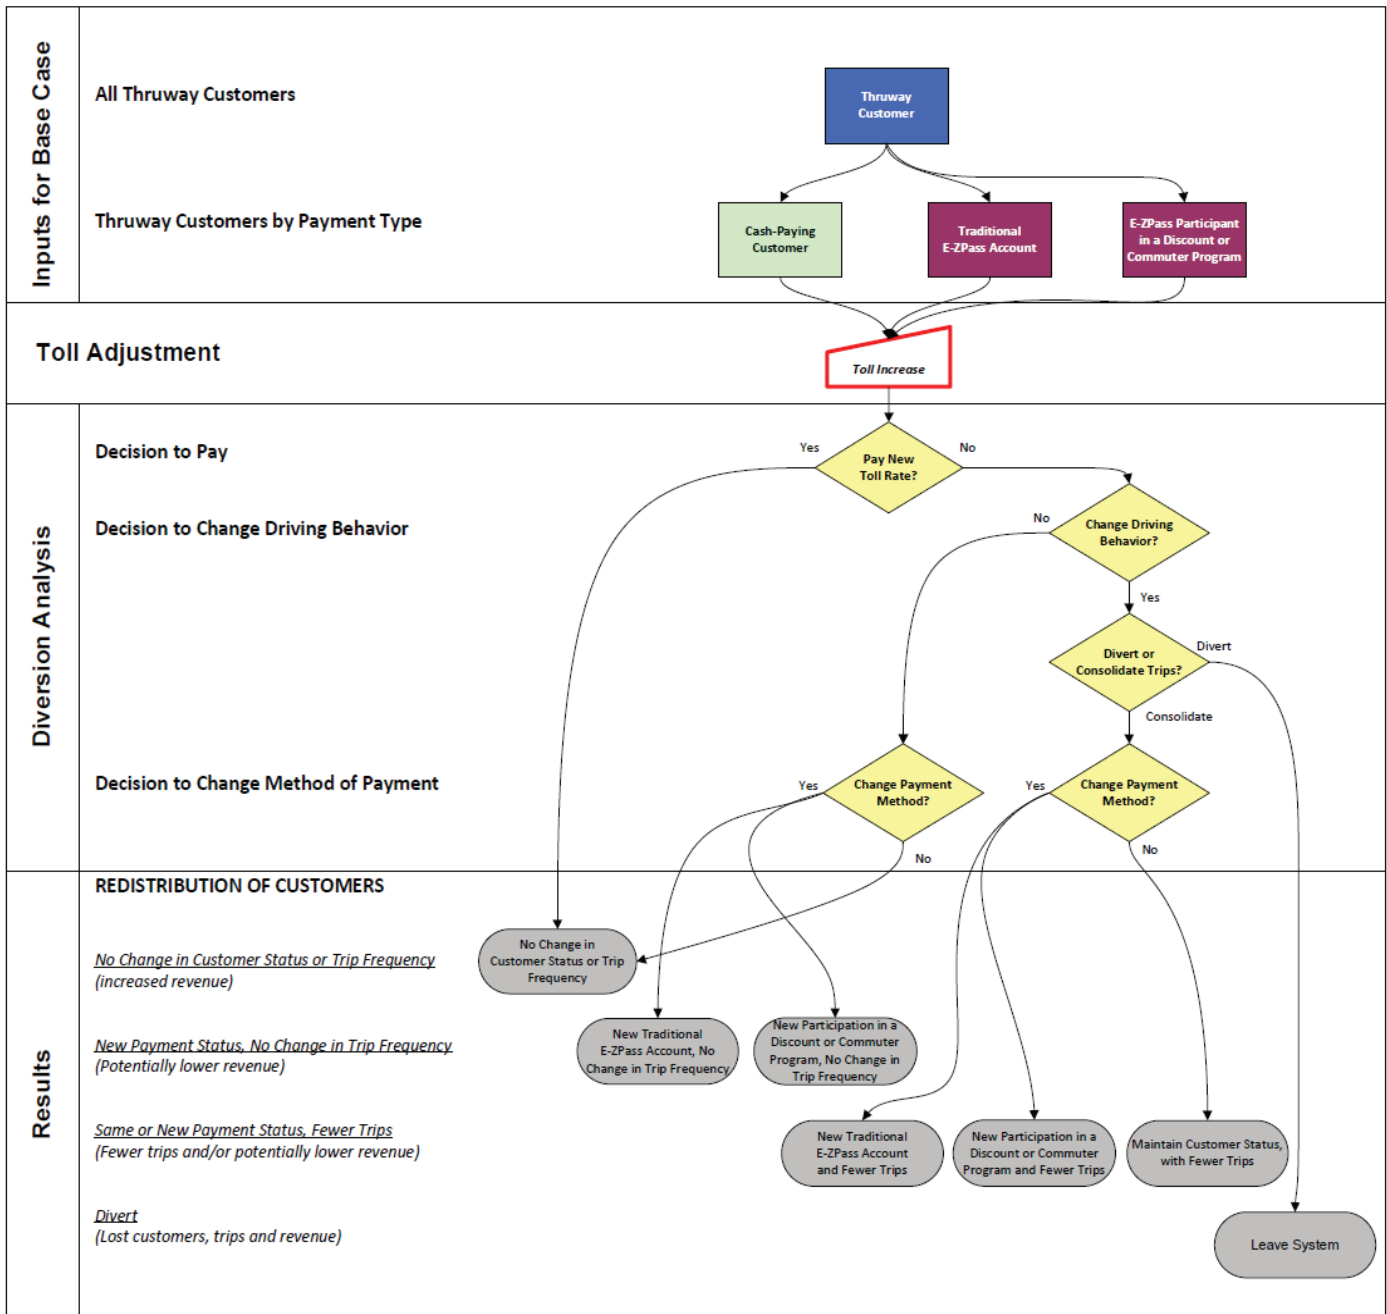 Inputs for Base Case
All Thruway Customers
Thruway
Customer
Thruway Customers by Payment Type
Cash-Paying
Customer
Traditional
E-ZPass Account
E-ZPass Participant
in a Discount or
Commuter Program
Toll Adjustment
Toll Increase
Diversion Analysis
Decision to Pay
Yes
Pay New
Toll Rate?
No
Decision to Change Driving Behavior
No
Change Driving
Behavior?
Yes
Divert or
Consolidate Trips?
Divert
Consolidate
Decision to Change Method of Payment
Yes
Change Payment
Method?
No
Yes
Change Payment
Method?
No
Results
REDISTRIBUTION OF CUSTOMERS
No Change in Customer Status or Trip Frequency
(increased revenue)
No Change in
Customer Status or Trip
Frequency
New Payment Status, No Change in Trip Frequency
(Potentially lower revenue)
New Traditional
E-ZPass Account, No
Change in Trip Frequency
New Participation in a
Discount or Commuter
Program, No Change in
Trip Frequency
Same or New Payment Status, Fewer Trips
(Fewer trips and/or potentially lower revenue)
New Traditional
E-ZPass Account
and Fewer Trips
New Participation in a
Discount or Commuter
Program and Fewer Trips
Maintain Customer Status,
with Fewer Trips
Divert
(Lost customers, trips and revenue)
Leave System